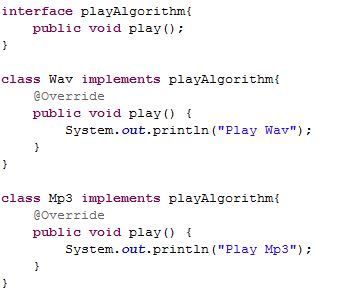 interface playAlgorithm{
    public void play();
}
class Wav implements playAlgorithm{
    @Override
    public void play() {
        System.out.println("Play Wav");
    }
}
class Mp3 implements playAlgorithm{
    @Override
    public void play() {
        System.out.println("Play Mp3");
    }
}